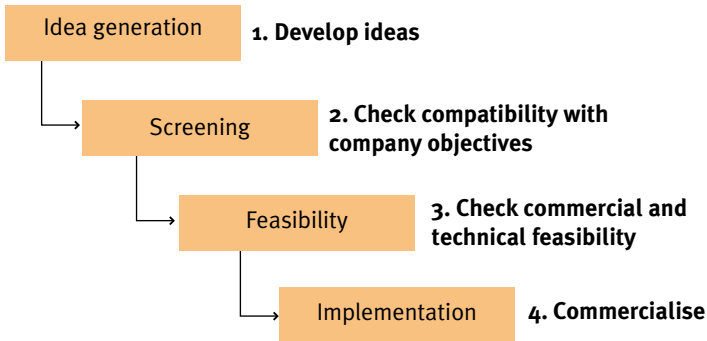 Idea generation
1. Develop ideas
Screening
2. Check compatibility with
company objectives
Feasibility
3. Check commercial and
technical feasibility
Implementation
4. Commercialise